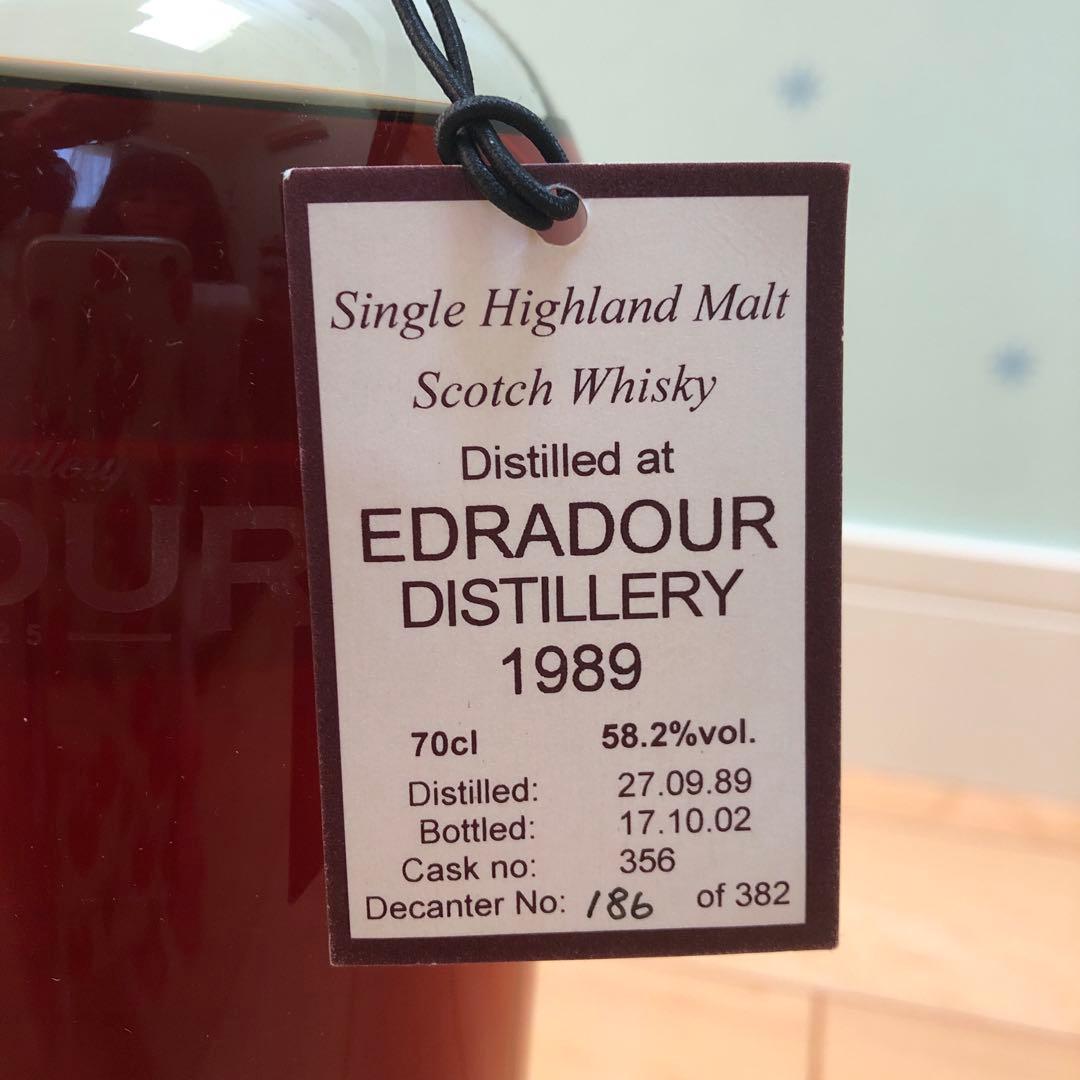 Single Highland Malt
Scotch Whisky
Distilled at
EDRADOUR
DISTILLERY
1989
70cl 58.2%vol.
Distilled: 27.09.89
Bottled: 17.10.02
Cask no: 356
Decanter No: 186 of 382